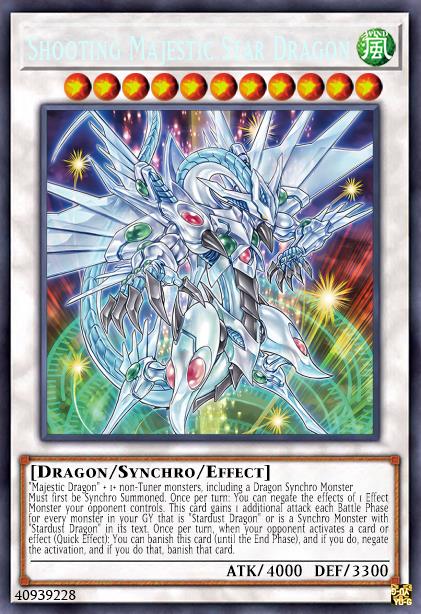 Shooting Majestic Star Dragon
WIND
風
[Dragon/Synchro/Effect]
"Majestic Dragon" + 1+ non-Tuner monsters, including a Dragon Synchro Monster
Must first be Synchro Summoned. Once per turn: You can negate the effects of 1 Effect
Monster your opponent controls. This card gains 1 additional attack each Battle Phase
for every monster in your GY that is "Stardust Dragon" or is a Synchro Monster with
"Stardust Dragon" in its text. Once per turn, when your opponent activates a card or
effect (Quick Effect): You can banish this card (until the End Phase), and if you do, negate
the activation, and if you do that, banish that card.
ATK/4000 DEF/3300
40939228